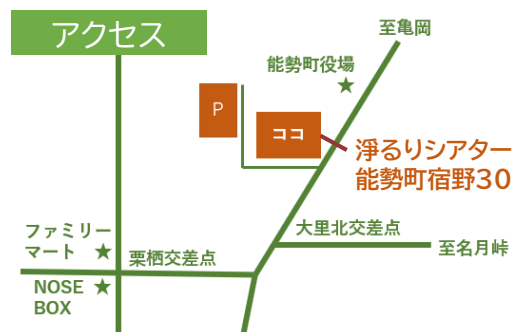 アクセス
至亀岡
能勢町役場
P
ココ
淨るりシアター
能勢町宿野30
ファミリー
マート
栗栖交差点
大里北交差点
至名月峠
NOSE
BOX